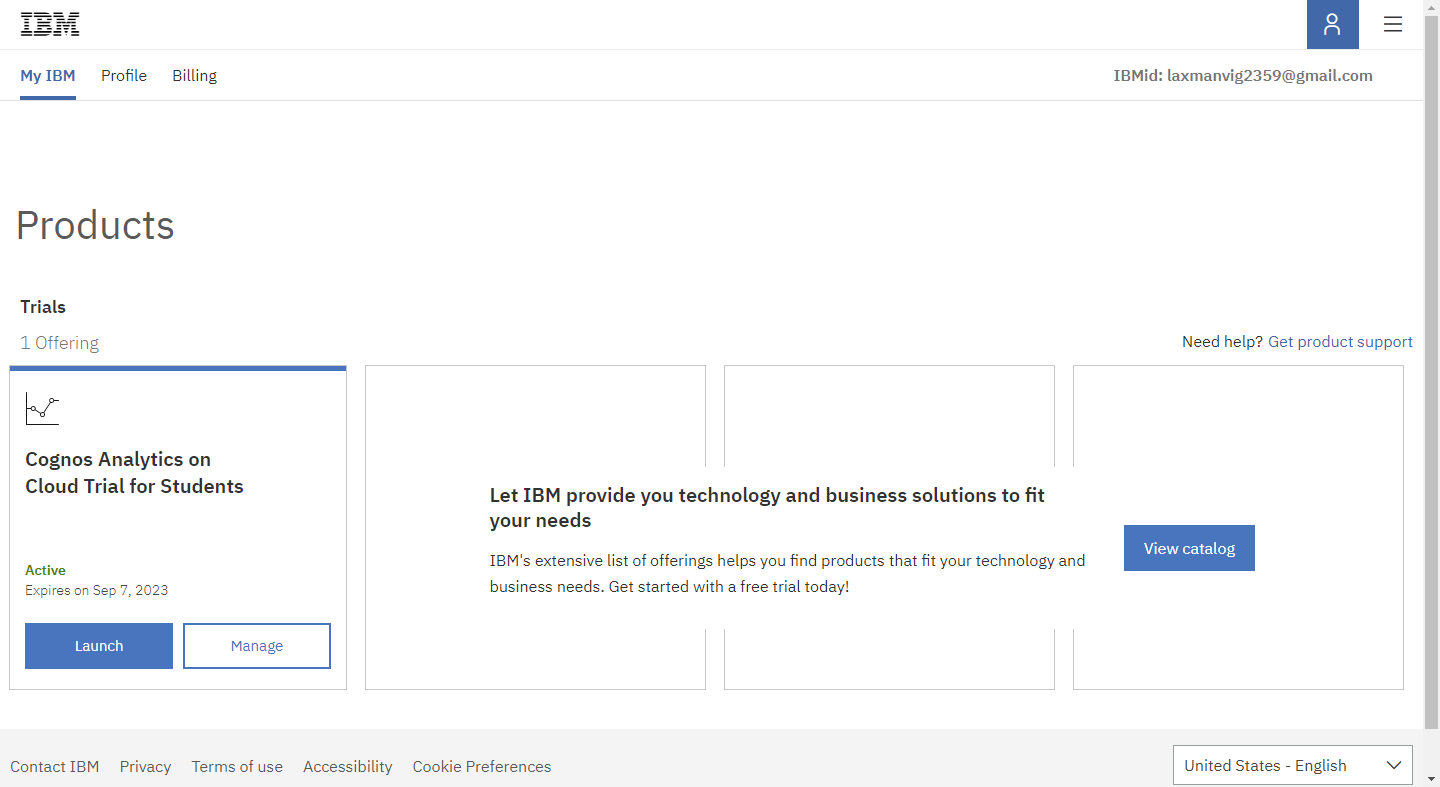 IBM
My IBM Profile Billing IBMid: laxmanvig2359@gmail.com
Products
Trials
1 Offering
Need help? Get product support
Cognos Analytics on
Cloud Trial for Students
Active
Expires on Sep 7, 2023
Launch Manage
Let IBM provide you technology and business solutions to fit
your needs
IBM's extensive list of offerings helps you find products that fit your technology and
business needs. Get started with a free trial today!
View catalog
Contact IBM Privacy Terms of use Accessibility Cookie Preferences
United States - English